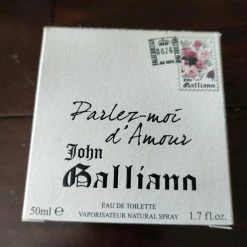 Parlez-moi
d'Amour
John
Galliano
EAU DE TOILETTE
50ml e VAPORISATEUR NATURAL SPRAY 1.7 fl.oz.